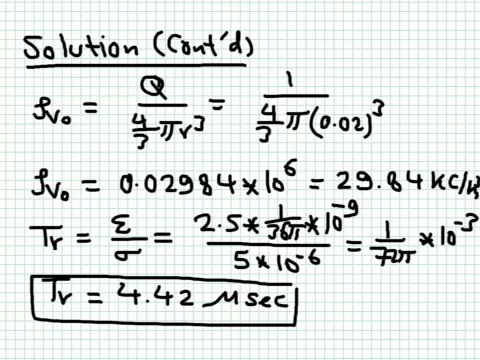 Solution (Cont'd)
ρv₀ = Q / (4/3 πr³) = 1 / (4/3 π(0.02)³)
ρv₀ = 0.02984*10⁶ = 29.84 KC/m³
Tr = ε/σ = (2.5*1/36π*10⁻⁹) / (5*10⁻⁶) = 1/72π *10⁻³
Tr = 4.42 μsec